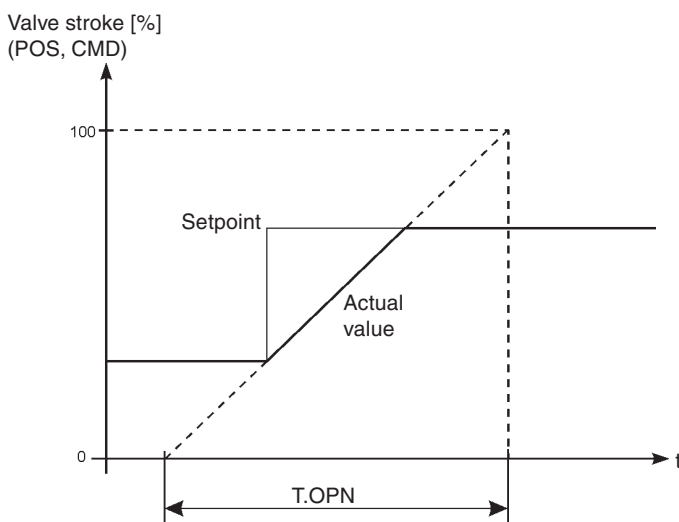 Valve stroke [%]
(POS, CMD)
100
Setpoint
Actual
value
0
t
T.OPN